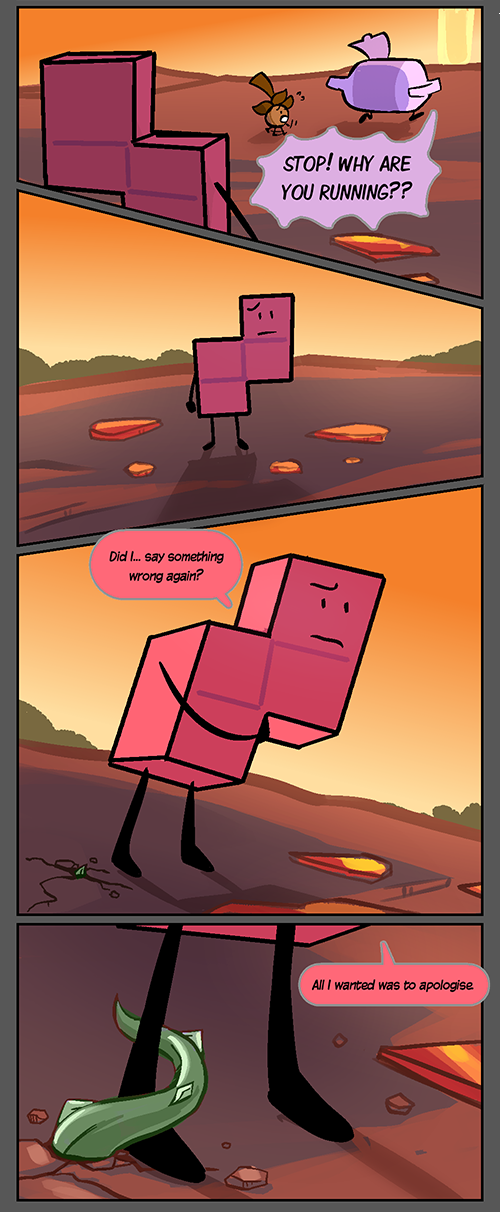 STOP! WHY ARE
YOU RUNNING??
Did I... say something
wrong again?
All I wanted was to apologise.